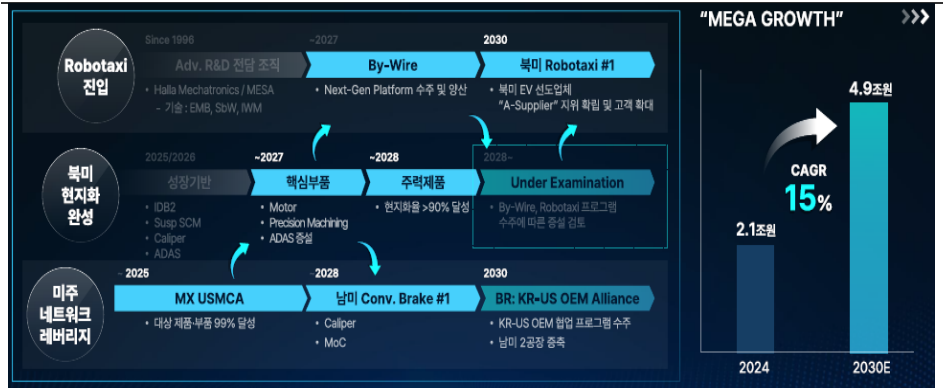 Robotaxi
진입
Since 1996
Adv. R&D 전담 조직
• Halla Mechatronics / MESA
- 기술 : EMB, SbW, IWM
~2027
By-Wire
• Next-Gen Platform 수주 및 양산
2030
북미 Robotaxi #1
• 북미 EV 선도업체
"A-Supplier" 지위 확립 및 고객 확대
북미
현지화
완성
2025/2026
성장기반
• IDB2
• Susp SCM
• Caliper
• ADAS
~2027
핵심부품
• Motor
• Precision Machining
• ADAS 증설
~2028
주력제품
• 현지화율 >90% 달성
2028~
Under Examination
• By-Wire, Robotaxi 프로그램
수주에 따른 증설 검토
미주
네트워크
레버리지
~ 2025
MX USMCA
• 대상 제품·부품 99% 달성
~2028
남미 Conv. Brake #1
• Caliper
• MoC
2030
BR: KR-US OEM Alliance
• KR-US OEM 협업 프로그램 수주
• 남미 2공장 증축
"MEGA GROWTH"
4.9조원
CAGR
15%
2.1조원
2024
2030E